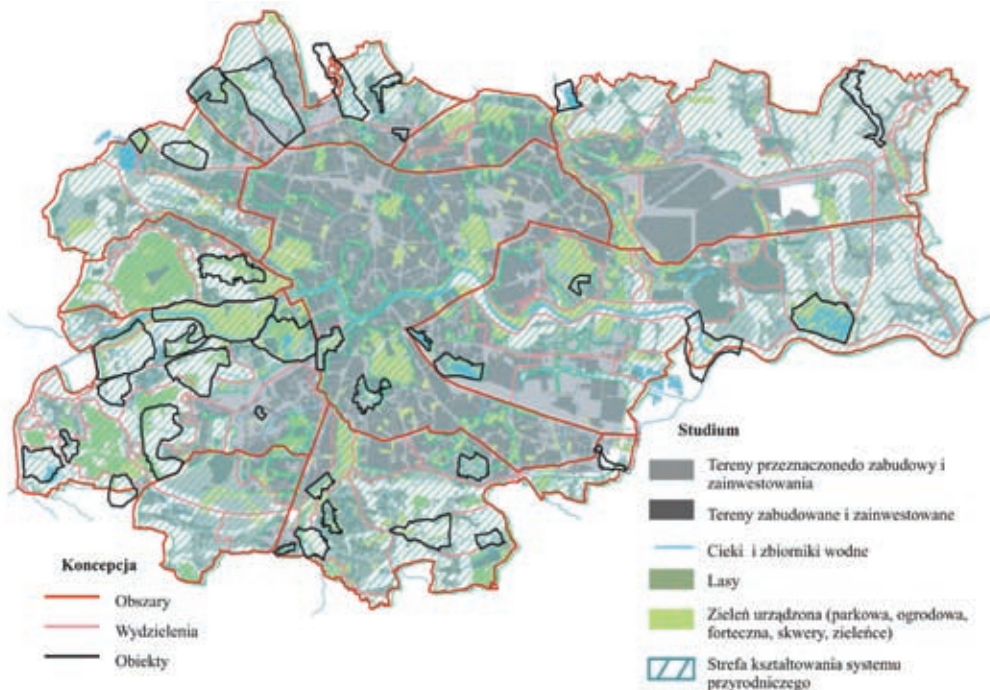 Studium
Tereny przeznaczonedo zabudowy i
zainwestowania
Tereny zabudowane i zainwestowane
Cieki i zbiorniki wodne
Lasy
Zieleń urządzona (parkowa, ogrodowa,
forteczna, skwery, zieleńce)
Strefa kształtowania systemu
przyrodniczego
Koncepcja
Obszary
Wydzielenia
Obiekty